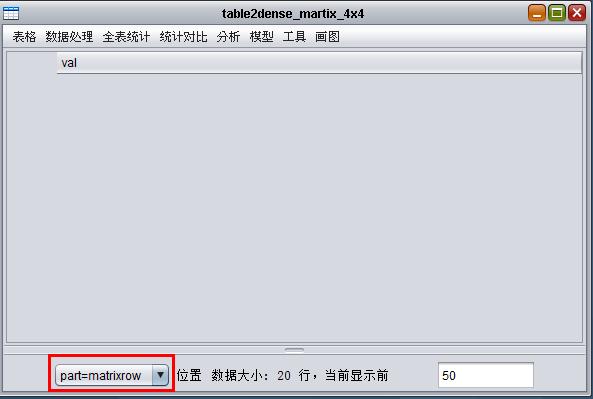 table2dense_martix_4x4
表格 数据处理 全表统计 统计对比 分析 模型 工具 画图
val
part=matrixrow 位置 数据大小: 20 行，当前显示前 50